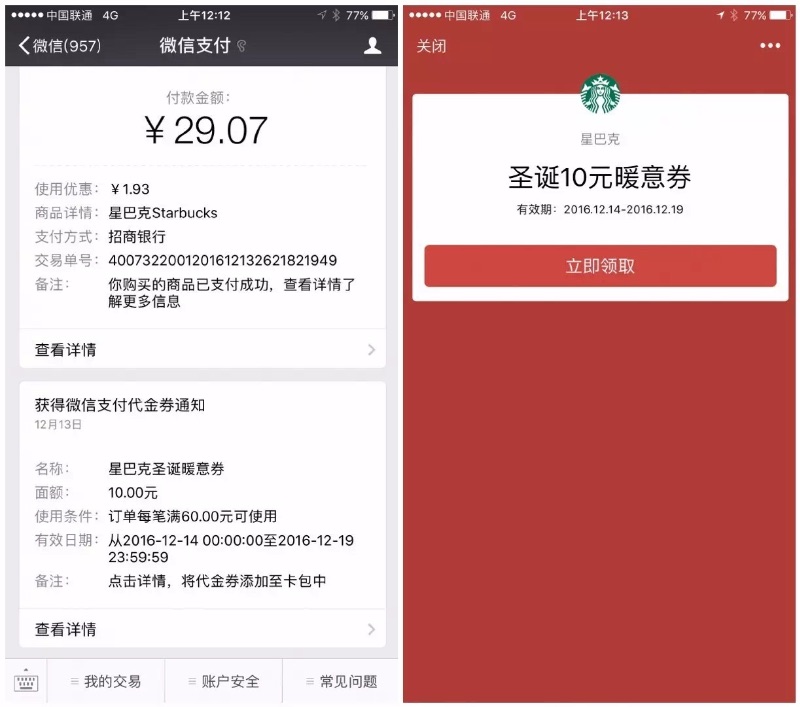 中国联通 4G 上午12:12 77%
微信(957) 微信支付
付款金额：
￥29.07
使用优惠： ￥1.93
商品详情： 星巴克Starbucks
支付方式： 招商银行
交易单号： 4007322001201612132621821949
备注： 你购买的商品已支付成功，查看详情了
解更多信息
查看详情
获得微信支付代金券通知
12月13日
名称： 星巴克圣诞暖意券
面额： 10.00元
使用条件： 订单每笔满60.00元可使用
有效日期： 从2016-12-14 00:00:00至2016-12-19
23:59:59
备注： 点击详情，将代金券添加至卡包中
查看详情
我的交易 账户安全 常见问题
中国联通 4G 上午12:13 77%
关闭
星巴克
圣诞10元暖意券
有效期：2016.12.14-2016.12.19
立即领取